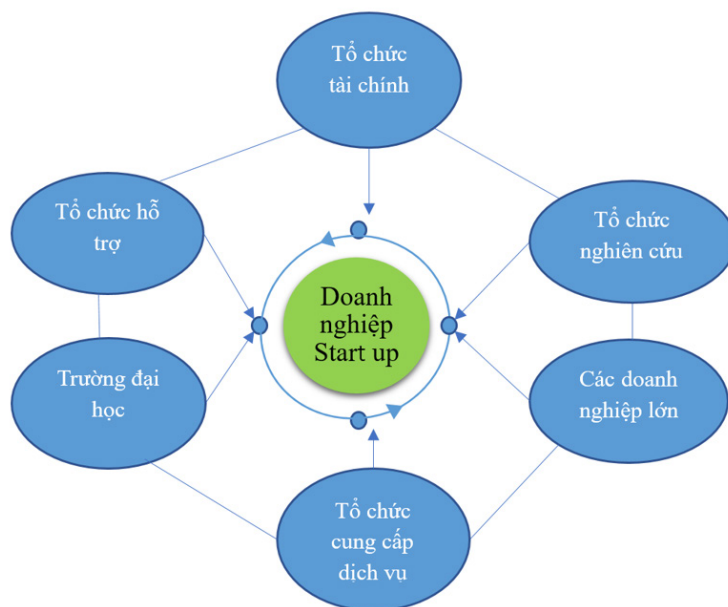 Tổ chức
tài chính
Tổ chức hỗ
trợ
Tổ chức
nghiên cứu
Doanh
nghiệp
Start up
Trường đại
học
Các doanh
nghiệp lớn
Tổ chức
cung cấp
dịch vụ